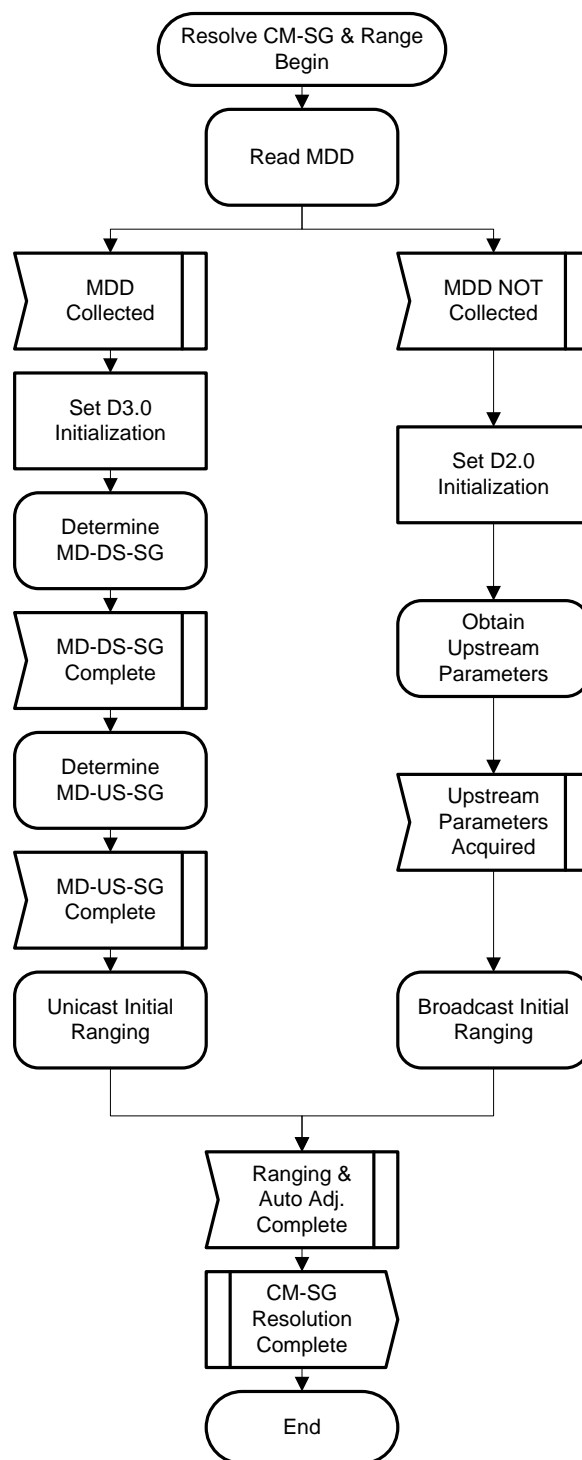 Resolve CM-SG & Range
Begin
Read MDD
MDD
Collected
MDD NOT
Collected
Set D3.0
Initialization
Set D2.0
Initialization
Determine
MD-DS-SG
MD-DS-SG
Complete
Obtain
Upstream
Parameters
Determine
MD-US-SG
Upstream
Parameters
Acquired
MD-US-SG
Complete
Unicast Initial
Ranging
Broadcast Initial
Ranging
Ranging &
Auto Adj.
Complete
CM-SG
Resolution
Complete
End